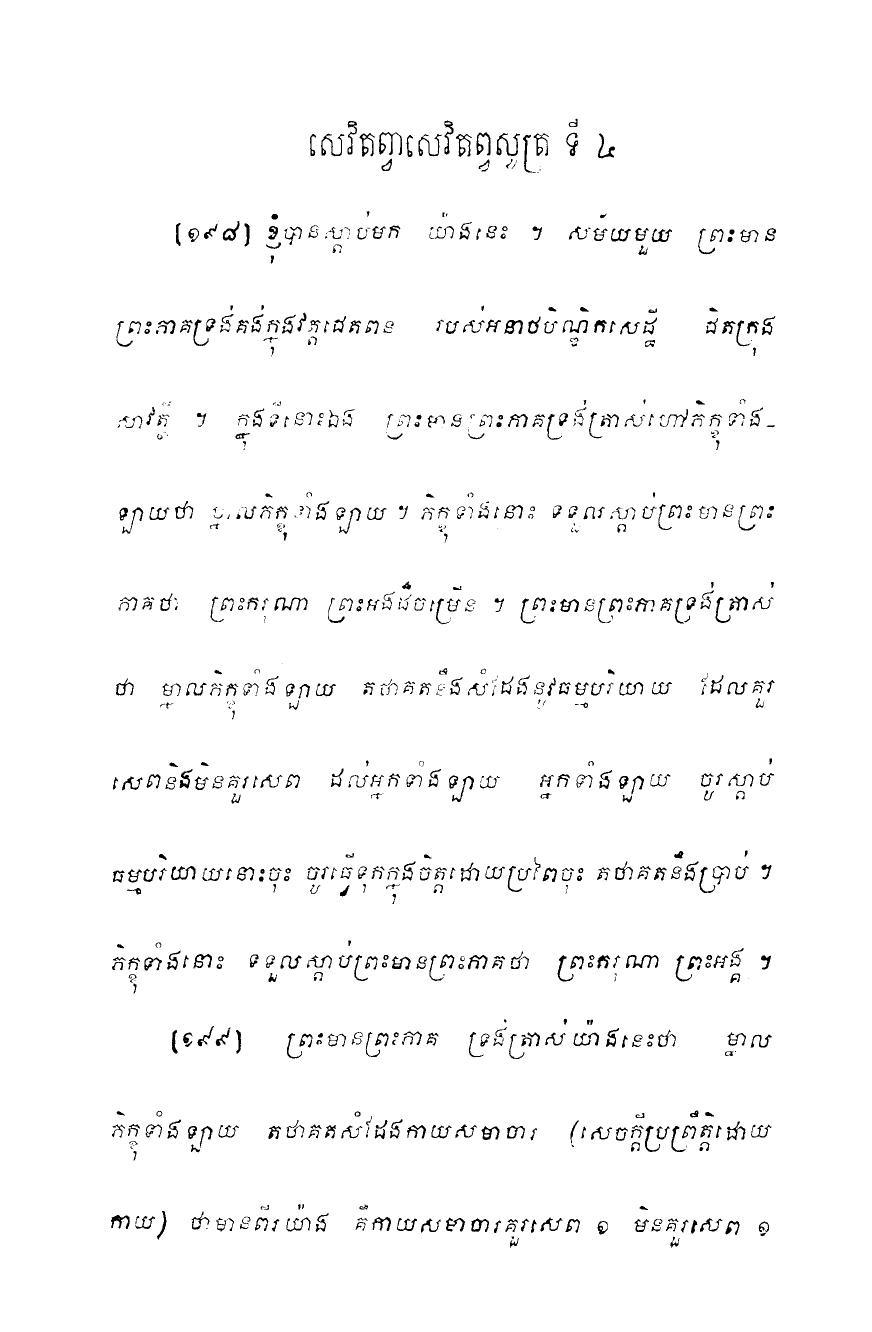 សេវិតព្វាសេវិតព្វសូត្រ ទី ៤
[១៩៨] ខ្ញុំបានស្តាប់មក យ៉ាងនេះ ។ សម័យមួយ ព្រះមាន
ព្រះភាគទ្រង់គង់ក្នុងវត្តជេតពន របស់អនាថបិណ្ឌិកសេដ្ឋី ជិតក្រុង
សាវត្ថី ។ ក្នុងទីនោះឯង ព្រះមានព្រះភាគទ្រង់ត្រាស់ហៅភិក្ខុទាំង-
ឡាយថា ម្នាលភិក្ខុទាំងឡាយ ។ ភិក្ខុទាំងនោះ ទទួលស្តាប់ព្រះមានព្រះ
ភាគថា ព្រះករុណា ព្រះអង្គដ៏ចម្រើន ។ ព្រះមានព្រះភាគទ្រង់ត្រាស់
ថា ម្នាលភិក្ខុទាំងឡាយ តថាគតនឹងសំដែងនូវធម្មបរិយាយ ដែលគួរ
សេពនិងមិនគួរសេព ដល់អ្នកទាំងឡាយ អ្នកទាំងឡាយ ចូរស្តាប់
ធម្មបរិយាយនោះចុះ ចូរធ្វើទុកក្នុងចិត្តដោយប្រពៃចុះ តថាគតនឹងប្រាប់ ។
ភិក្ខុទាំងនោះ ទទួលស្តាប់ព្រះមានព្រះភាគថា ព្រះករុណា ព្រះអង្គ ។
[១៩៩] ព្រះមានព្រះភាគ ទ្រង់ត្រាស់យ៉ាងនេះថា ម្នាល
ភិក្ខុទាំងឡាយ តថាគតសំដែងកាយសមាចារ (សេចក្តីប្រព្រឹត្តិដោយ
កាយ) ថាមានពីរយ៉ាង គឺកាយសមាចារគួរសេព ១ មិនគួរសេព ១